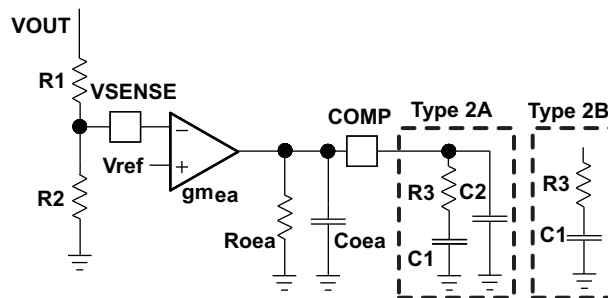 VOUT
R1
VSENSE
COMP
Type 2A
Type 2B
−
Vref
+
R2
gmea
R3
C2
R3
Roea
Coea
C1
C1